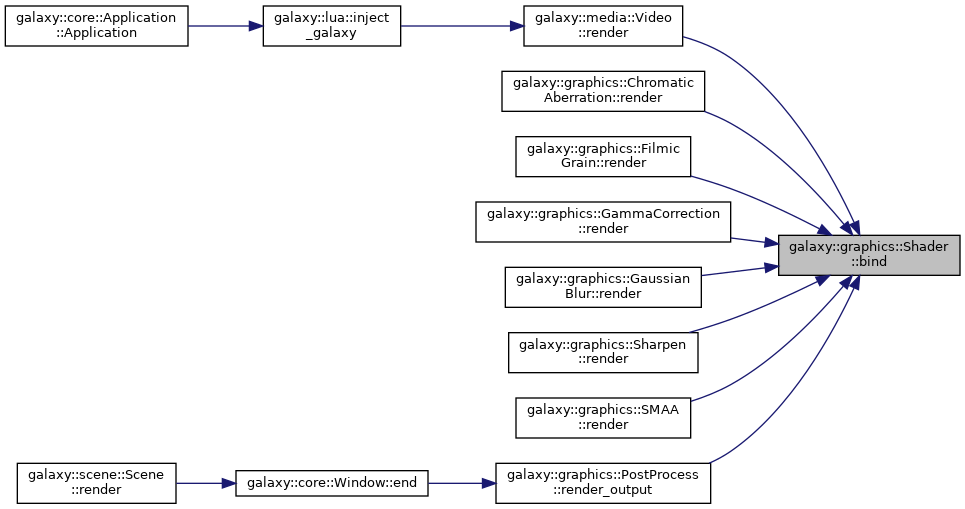 galaxy::core::Application
::Application
galaxy::lua::inject
_galaxy
galaxy::media::Video
::render
galaxy::graphics::Chromatic
Aberration::render
galaxy::graphics::Filmic
Grain::render
galaxy::graphics::GammaCorrection
::render
galaxy::graphics::Shader
::bind
galaxy::graphics::Gaussian
Blur::render
galaxy::graphics::Sharpen
::render
galaxy::graphics::SMAA
::render
galaxy::scene::Scene
::render
galaxy::core::Window::end
galaxy::graphics::PostProcess
::render_output